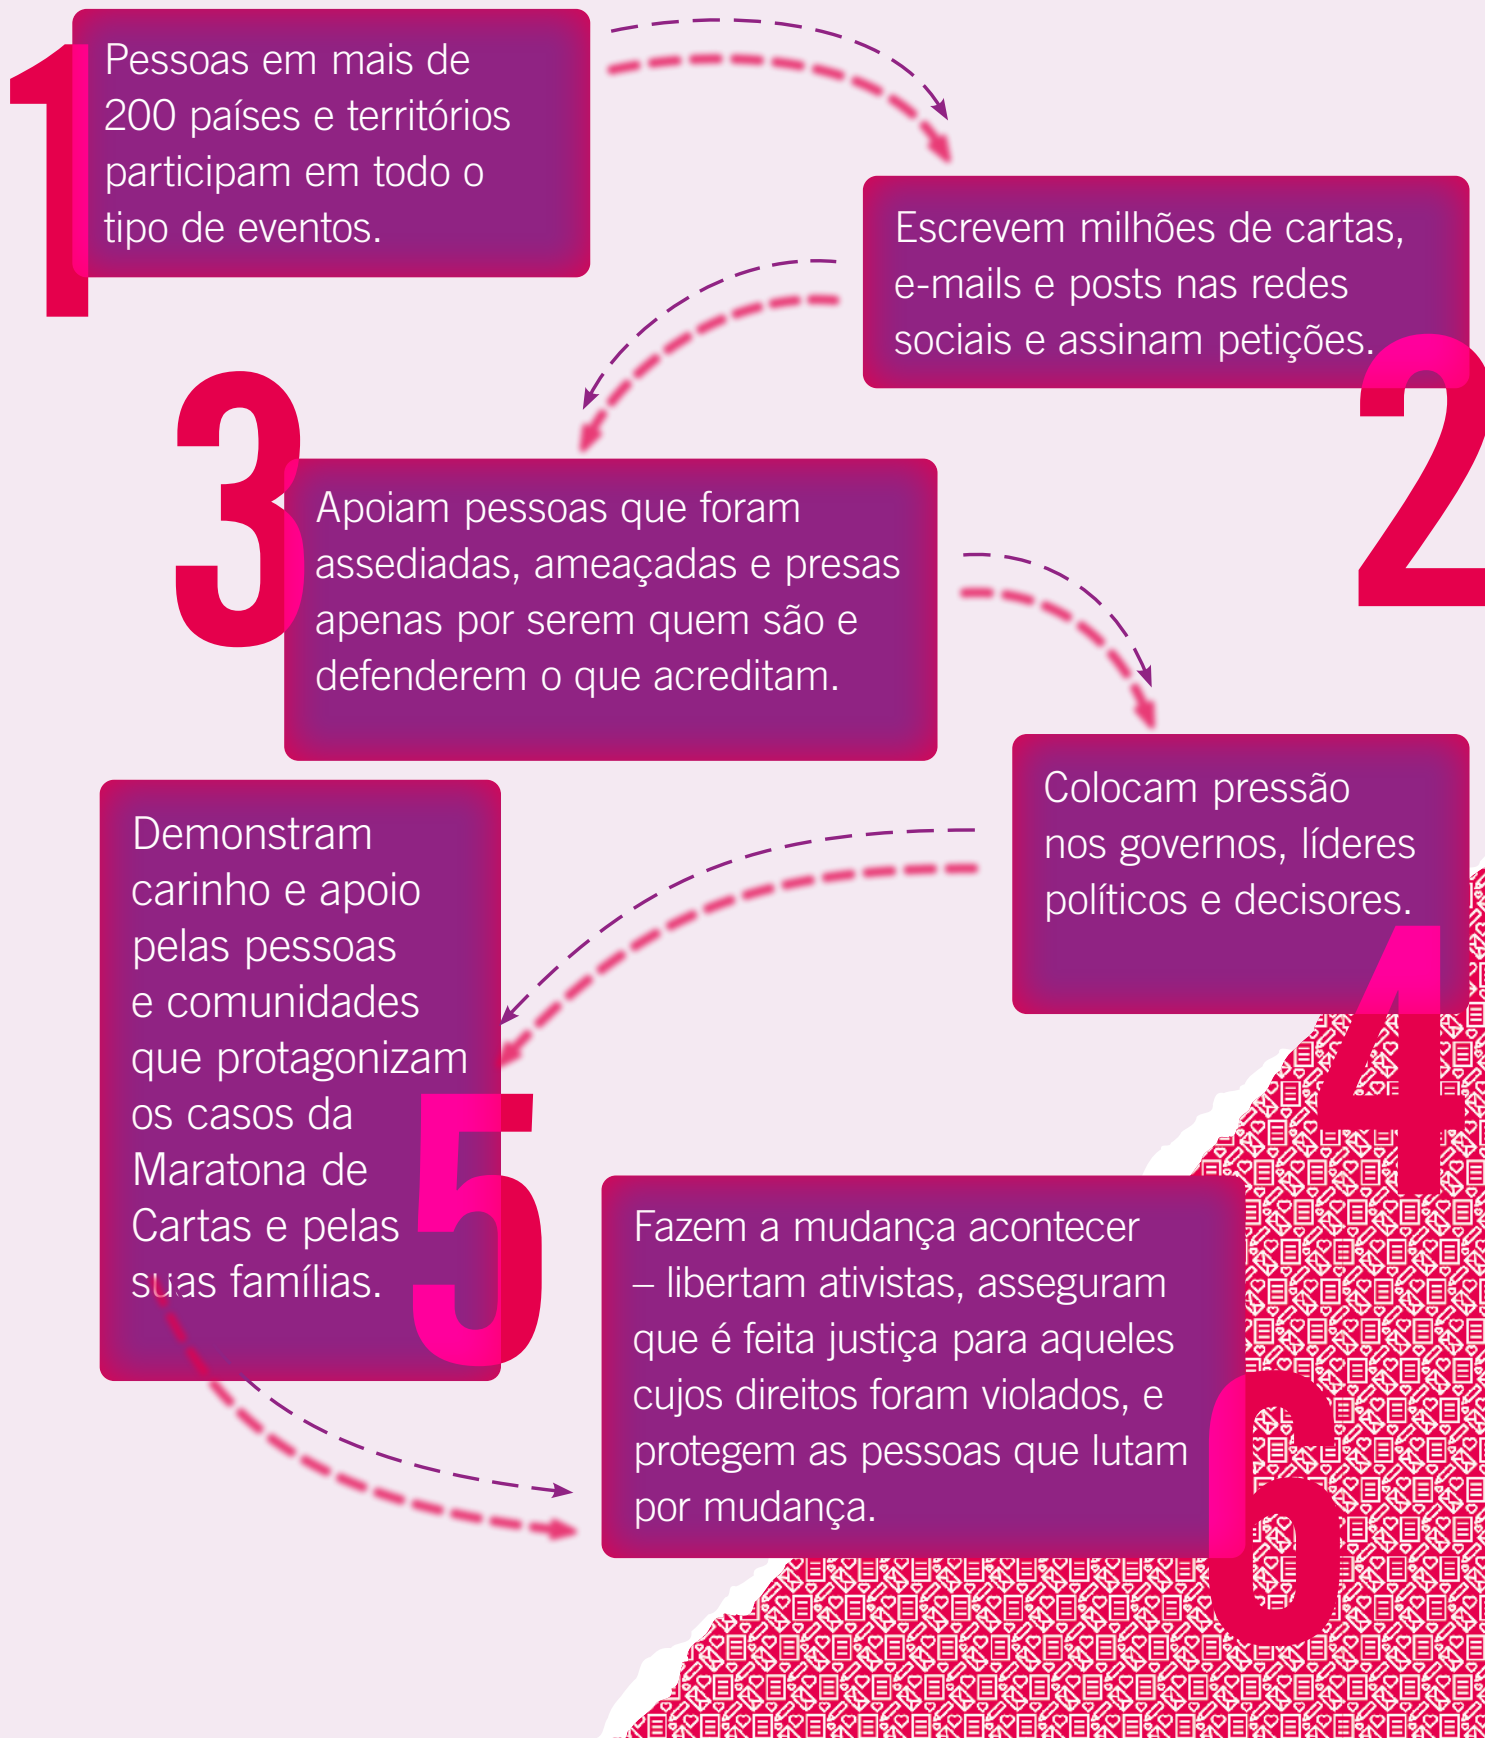 1
Pessoas em mais de
200 países e territórios
participam em todo o
tipo de eventos.
Escrevem milhões de cartas,
e-mails e posts nas redes
sociais e assinam petições.
2
3
Apoiam pessoas que foram
assediadas, ameaçadas e presas
apenas por serem quem são e
defenderem o que acreditam.
Colocam pressão
nos governos, líderes
políticos e decisores.
4
Demonstram
carinho e apoio
pelas pessoas
e comunidades
que protagonizam
os casos da
Maratona de
Cartas e pelas
suas famílias.
5
Fazem a mudança acontecer
– libertam ativistas, asseguram
que é feita justiça para aqueles
cujos direitos foram violados, e
protegem as pessoas que lutam
por mudança.
6